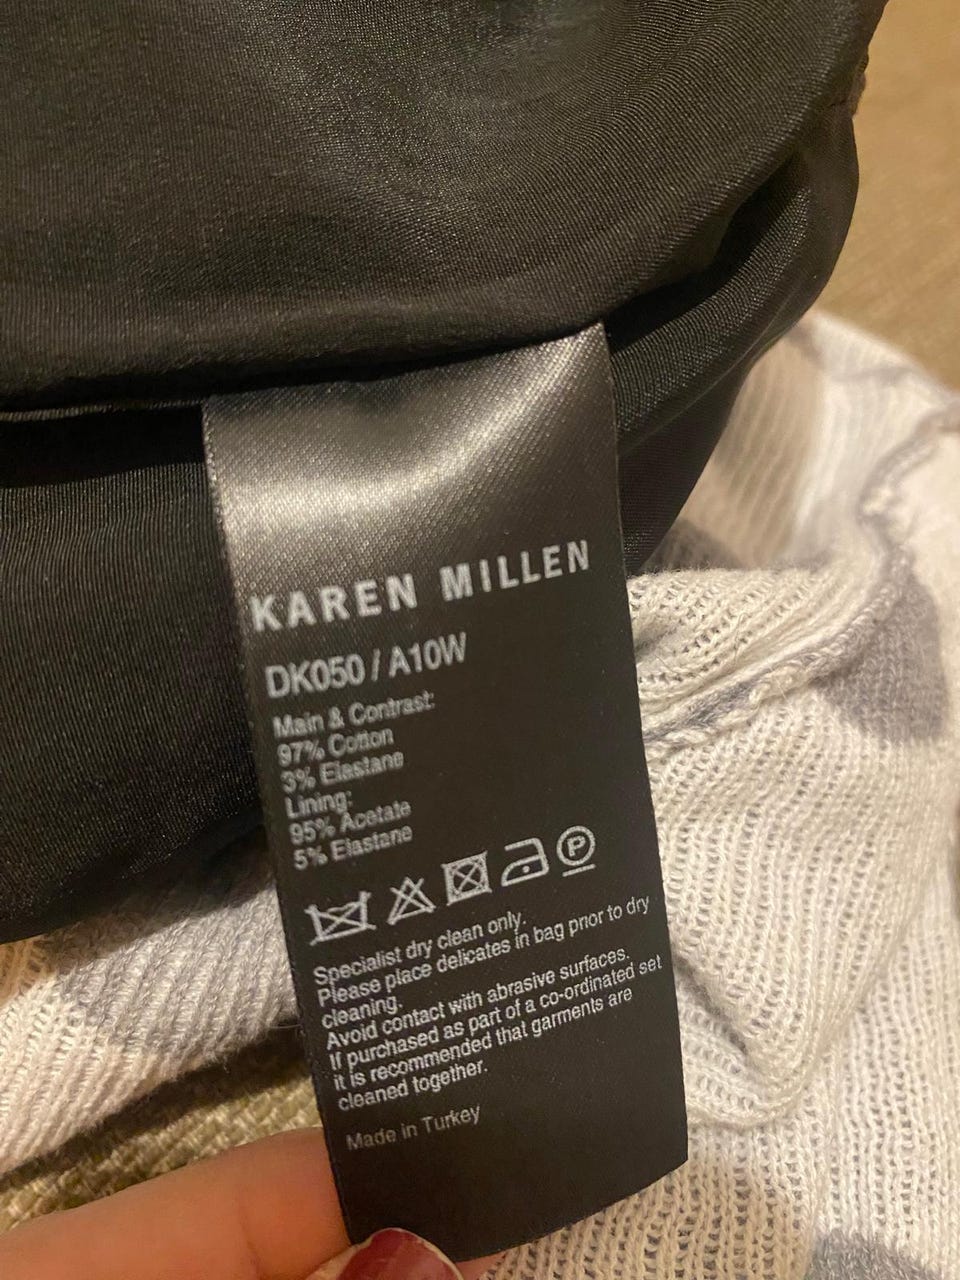 KAREN MILLEN
DK050 / A10W
Main & Contrast:
97% Cotton
3% Elastane
Lining:
95% Acetate
5% Elastane
P
Specialist dry clean only.
Please place delicates in bag prior to dry
cleaning.
Avoid contact with abrasive surfaces.
If purchased as part of a co-ordinated set
it is recommended that garments are
cleaned together.
Made in Turkey